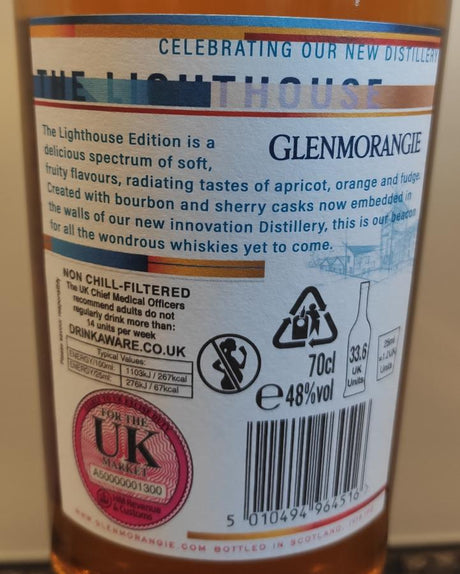 CELEBRATING OUR NEW DISTILLERY
THE LIGHTHOUSE
GLENMORANGIE
The Lighthouse Edition is a
delicious spectrum of soft,
fruity flavours, radiating tastes of apricot, orange and fudge.
Created with bourbon and sherry casks now embedded in
the walls of our new innovation Distillery, this is our beacon
for all the wondrous whiskies yet to come.
NON CHILL-FILTERED
The UK Chief Medical Officers
recommend adults do not
regularly drink more than:
14 units per week
DRINKAWARE.CO.UK
Typical Values:
ENERGY/100ml: 1103kJ / 267kcal
ENERGY/25ml: 276kJ / 67kcal
70cl
e48%vol
33.6
UK
Units
25ml
Units
FOR THE
UK
MARKET
A50000001300
HM Revenue
& Customs
5 010494 964516 >
WWW.GLENMORANGIE.COM BOTTLED IN SCOTLAND,